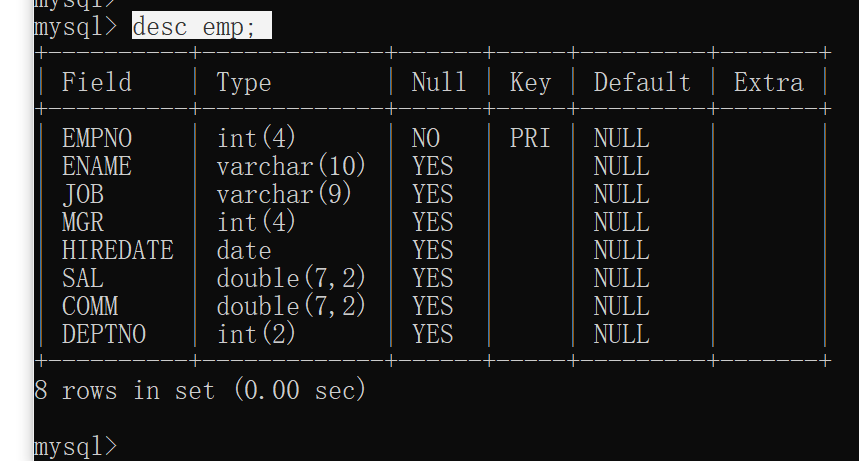 mysql>
mysql> desc emp;
+----------+-------------+------+-----+---------+-------+
| Field | Type | Null | Key | Default | Extra |
+----------+-------------+------+-----+---------+-------+
| EMPNO | int(4) | NO | PRI | NULL | |
| ENAME | varchar(10) | YES | | NULL | |
| JOB | varchar(9) | YES | | NULL | |
| MGR | int(4) | YES | | NULL | |
| HIREDATE | date | YES | | NULL | |
| SAL | double(7,2) | YES | | NULL | |
| COMM | double(7,2) | YES | | NULL | |
| DEPTNO | int(2) | YES | | NULL | |
+----------+-------------+------+-----+---------+-------+
8 rows in set (0.00 sec)
mysql>